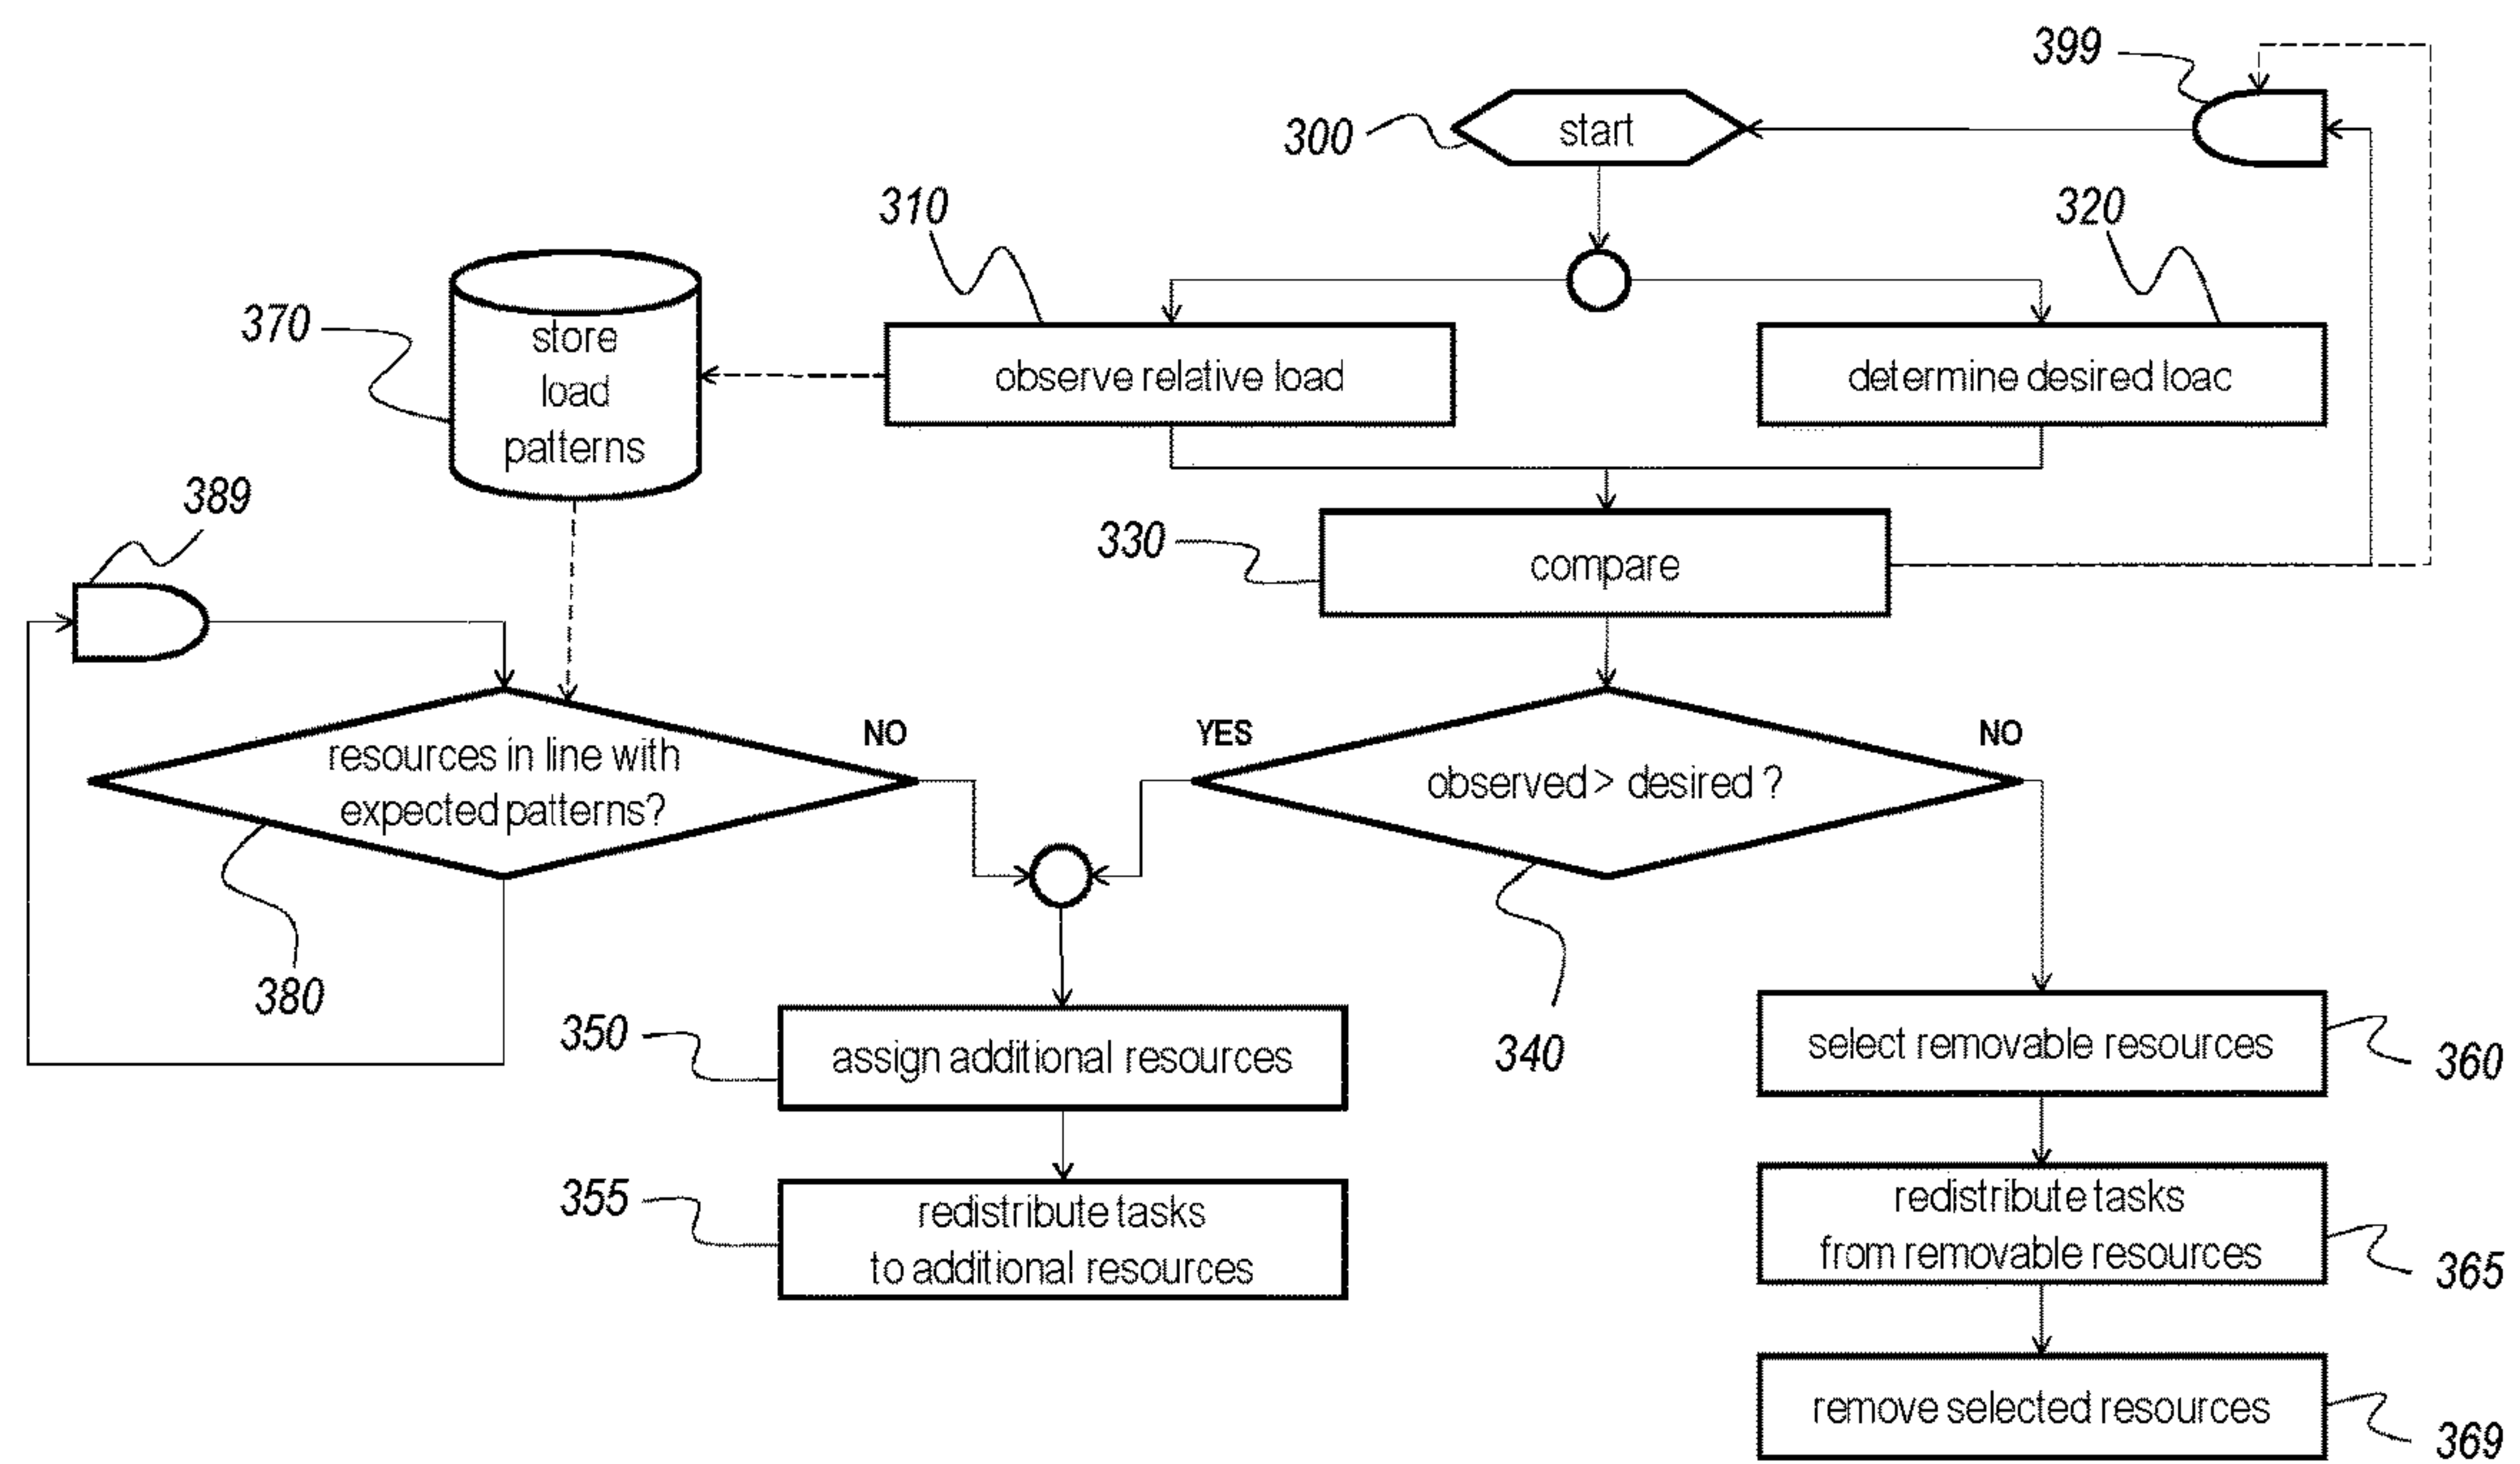 399
300
start
310
320
370
store
load
patterns
observe relative load
determine desired loac
389
330
compare
resources in line with
expected patterns?
NO
YES
observed > desired ?
NO
380
350
assign additional resources
340
select removable resources
360
355
redistribute tasks
to additional resources
redistribute tasks
from removable resources
365
remove selected resources
369